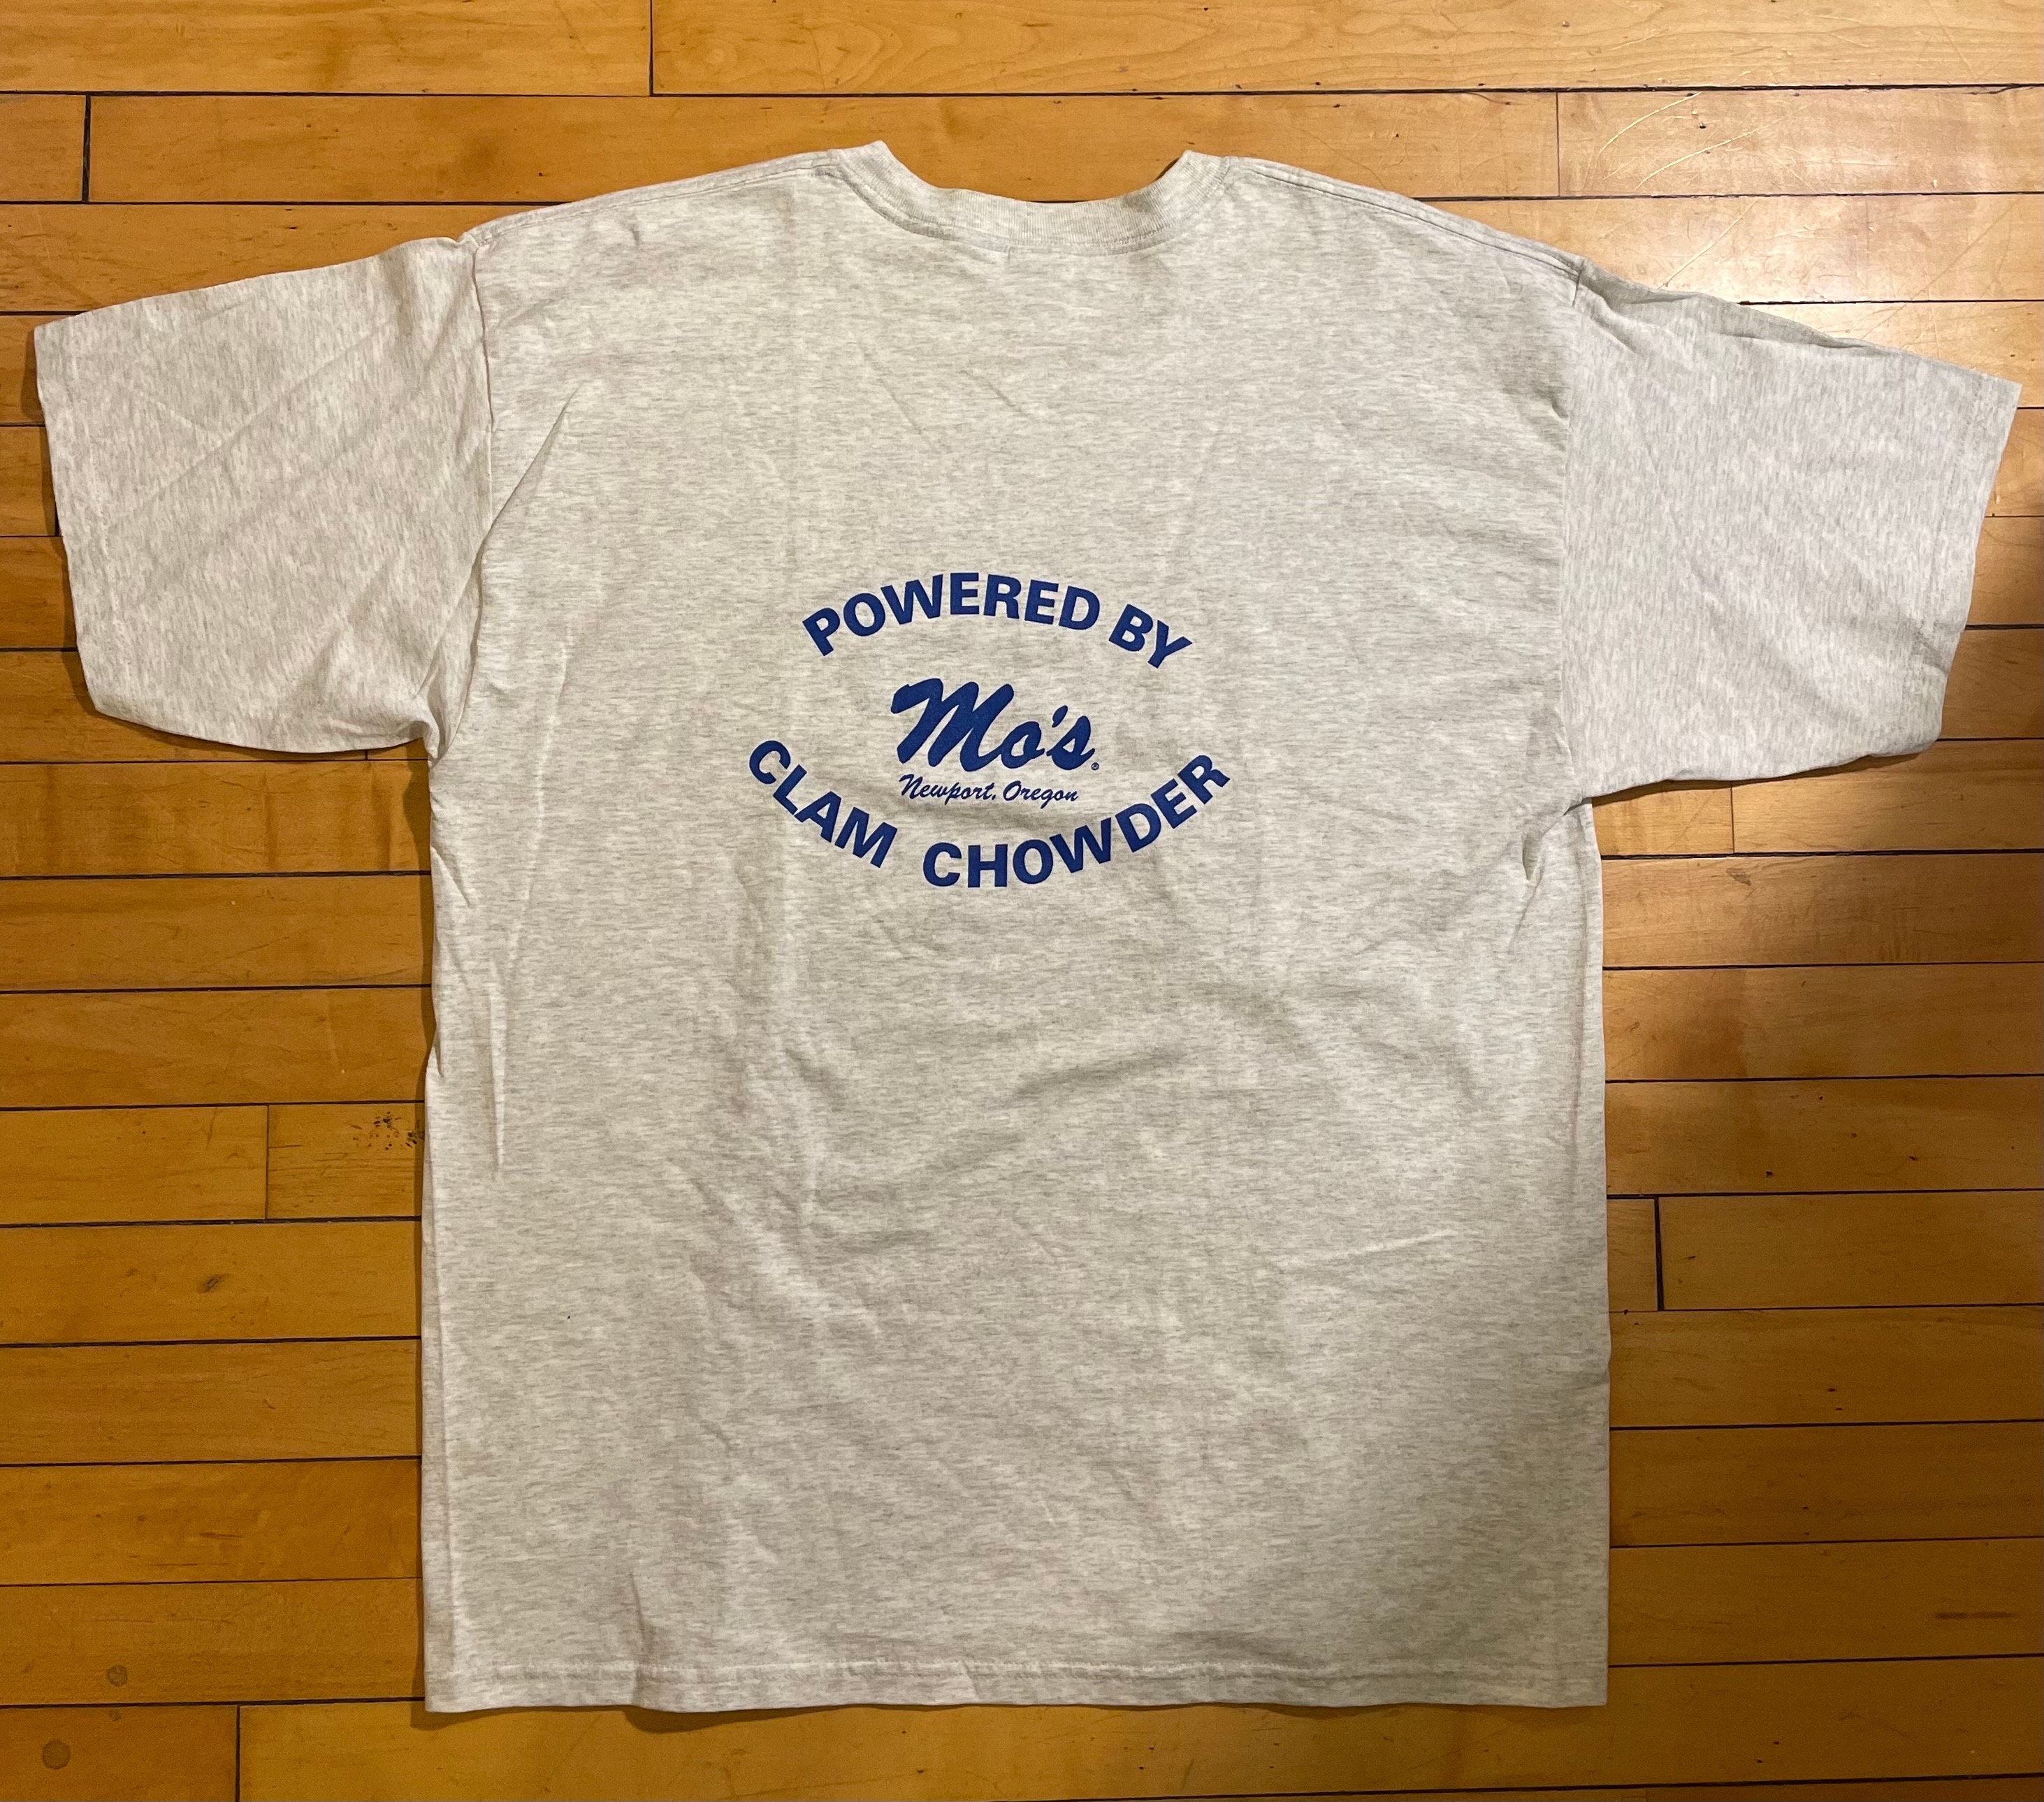 POWERED BY
Mo's®
Newport, Oregon
CLAM CHOWDER